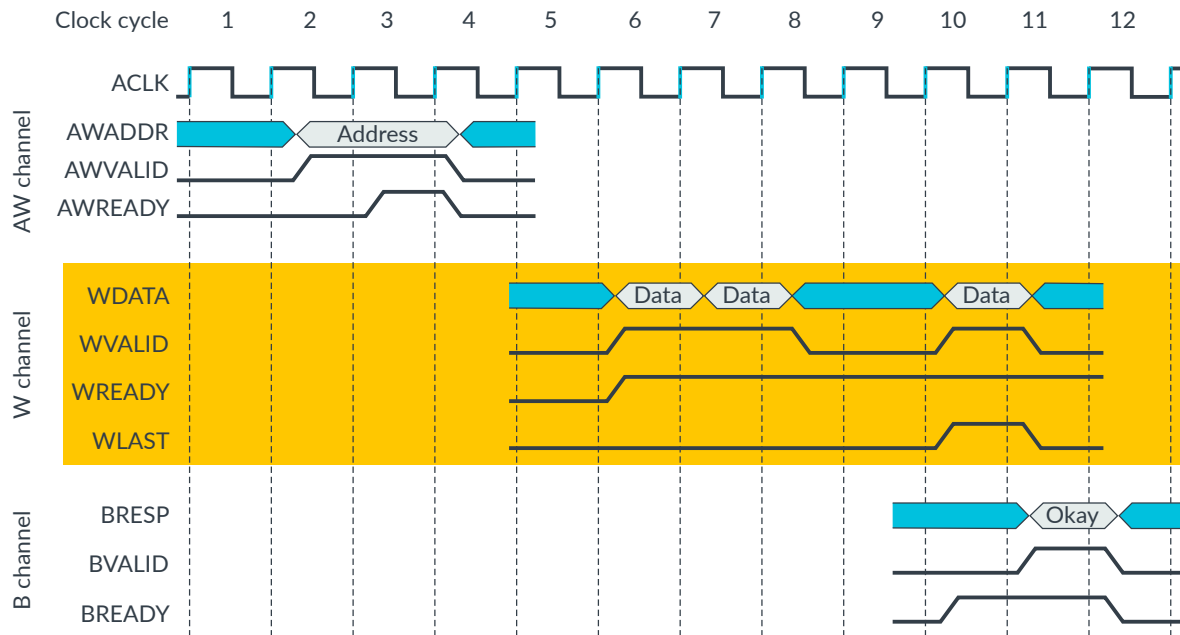 Clock cycle 1 2 3 4 5 6 7 8 9 10 11 12
ACLK
AW channel
AWADDR Address
AWVALID
AWREADY
W channel
WDATA Data Data Data
WVALID
WREADY
WLAST
B channel
BRESP Okay
BVALID
BREADY